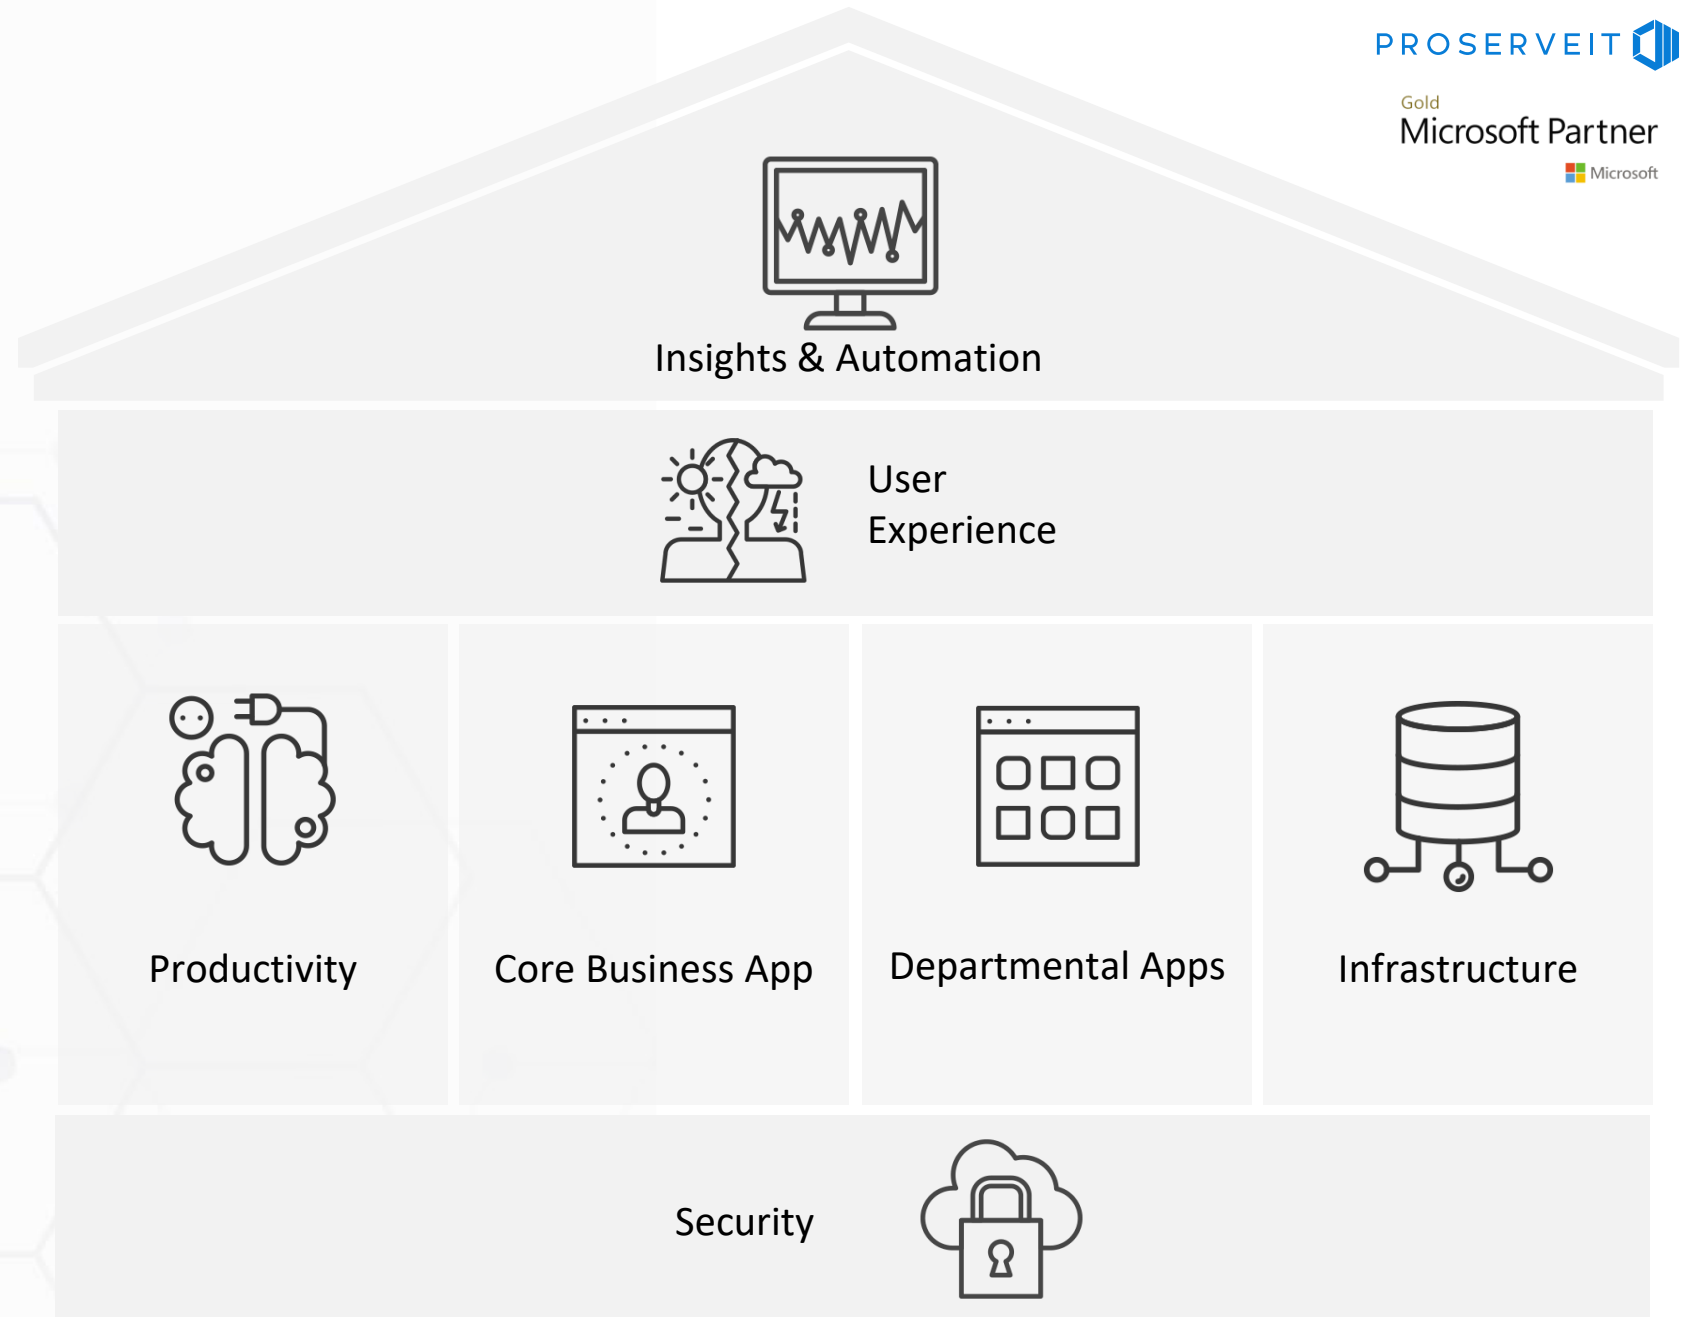 PROSERVEIT
Gold
Microsoft Partner
Microsoft
Insights & Automation
User
Experience
Productivity
Core Business App
Departmental Apps
Infrastructure
Security